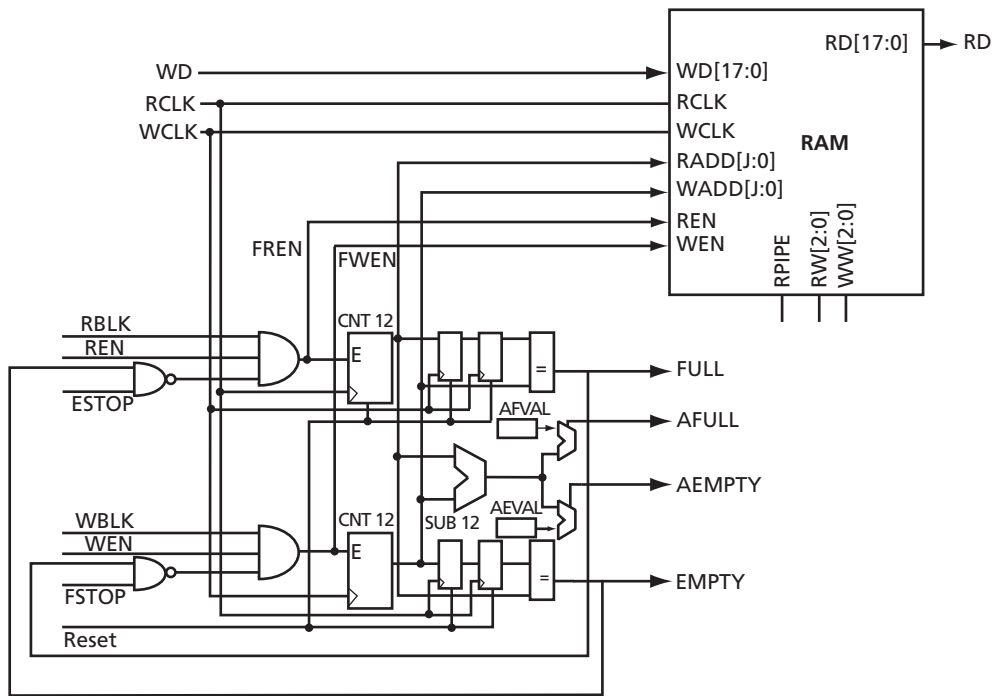 RD[17:0]
RD
WD
WD[17:0]
RCLK
RCLK
WCLK
WCLK
RAM
RADD[J:0]
WADD[J:0]
REN
WEN
FREN
FWEN
RPIPE
RW[2:0]
WW[2:0]
RBLK
REN
ESTOP
CNT 12
E
=
FULL
AFVAL
AFULL
AEMPTY
WBLK
WEN
FSTOP
Reset
CNT 12
E
SUB 12
AEVAL
=
EMPTY